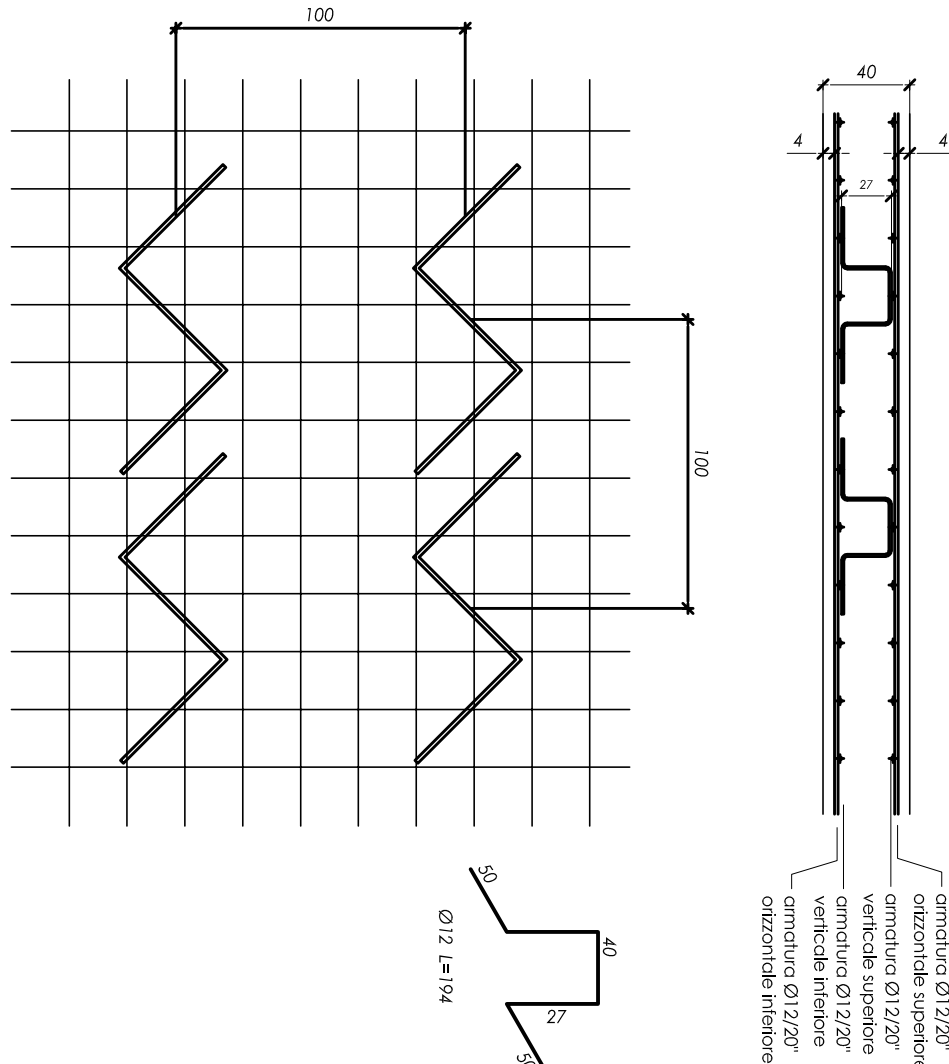 100
40
4
4
27
100
armatura Ø12/20"
orizzontale superiore
armatura Ø12/20"
verticale superiore
armatura Ø12/20"
verticale inferiore
armatura Ø12/20"
orizzontale inferiore
50
40
27
50
Ø12 L=194